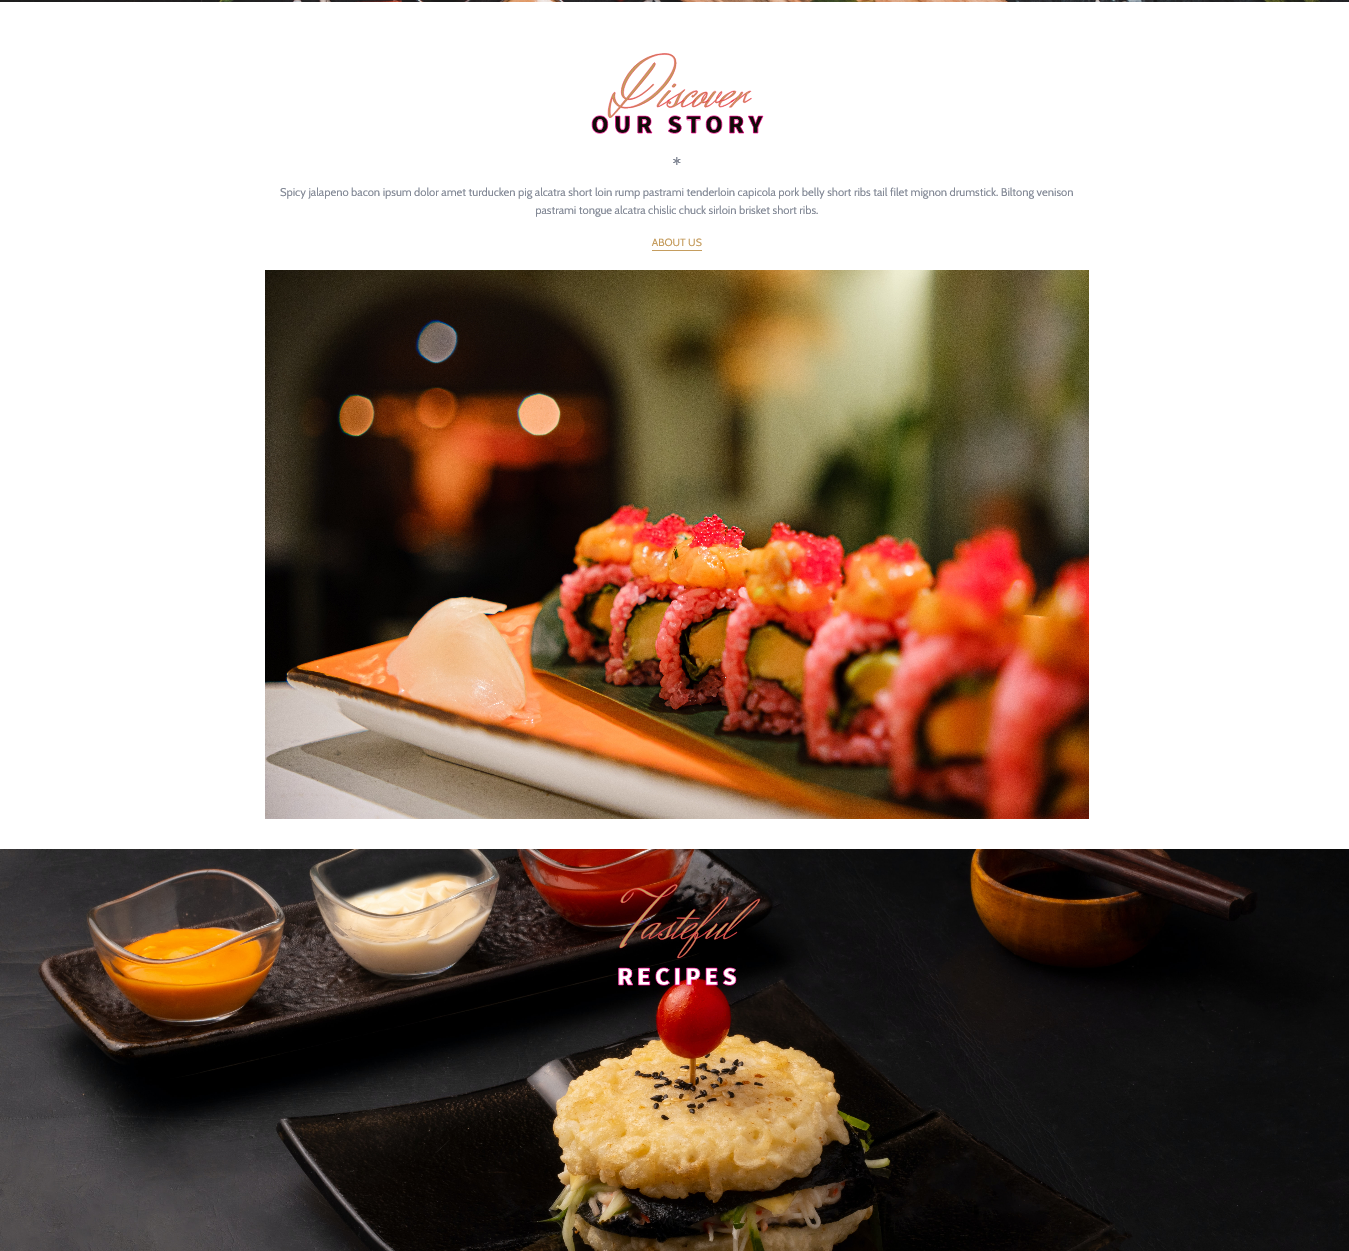 Discover
OUR STORY
*
Spicy jalapeno bacon ipsum dolor amet turducken pig alcatra short loin rump pastrami tenderloin capicola pork belly short ribs tail filet mignon drumstick. Biltong venison
pastrami tongue alcatra chislic chuck sirloin brisket short ribs.
ABOUT US
Tasteful
RECIPES